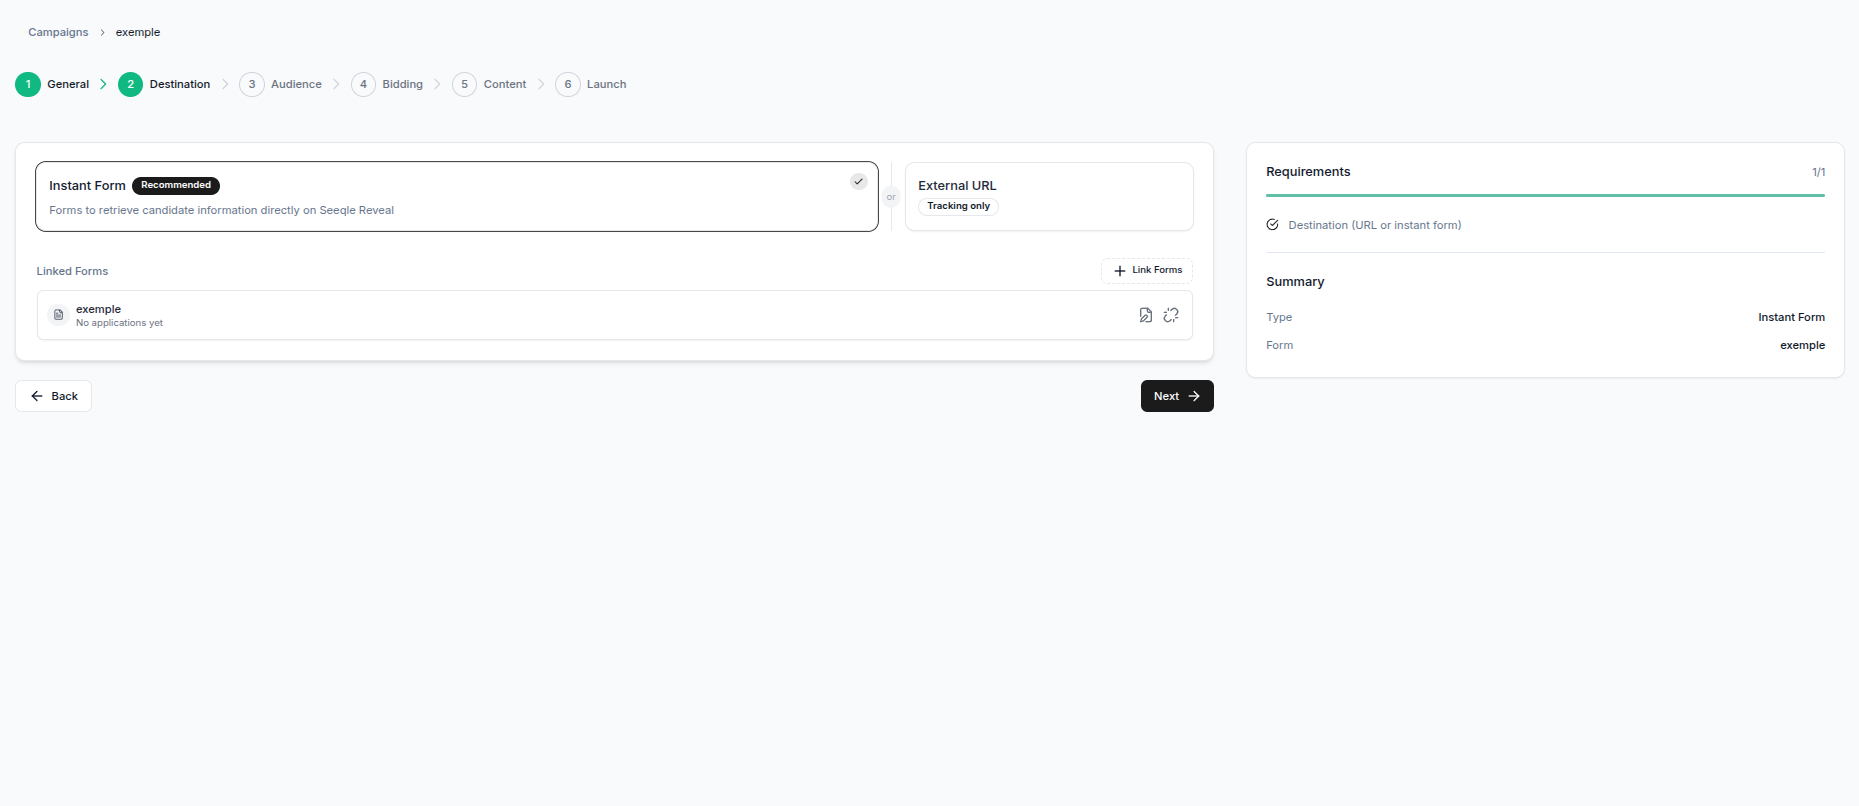 Campaigns > exemple
1 General > 2 Destination > 3 Audience > 4 Bidding > 5 Content > 6 Launch
Instant Form Recommended
Forms to retrieve candidate information directly on Seeqle Reveal
or
External URL
Tracking only
Linked Forms
+ Link Forms
exemple
No applications yet
Back
Next
Requirements 1/1
Destination (URL or instant form)
Summary
Type Instant Form
Form exemple